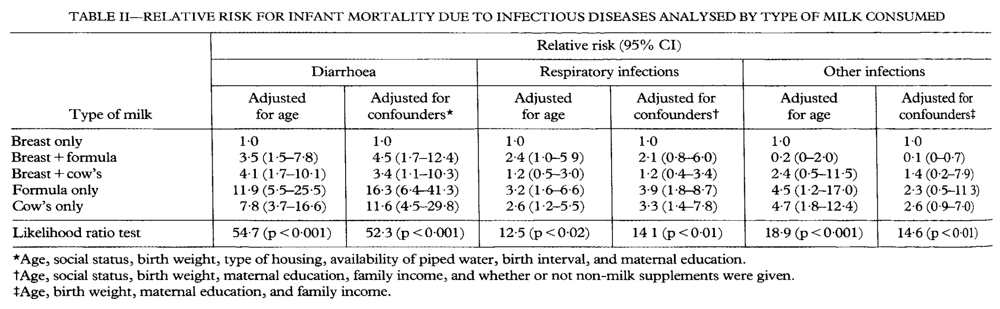 TABLE II—RELATIVE RISK FOR INFANT MORTALITY DUE TO INFECTIOUS DISEASES ANALYSED BY TYPE OF MILK CONSUMED
Relative risk (95% CI)
Diarrhoea Respiratory infections Other infections
Adjusted Adjusted for Adjusted Adjusted for Adjusted Adjusted for
Type of milk for age confounders★ for age confounders† for age confounders‡
Breast only 1·0 1·0 1·0 1·0 1·0 1·0
Breast + formula 3·5 (1·5–7·8) 4·5 (1·7–12·4) 2·4 (1·0–5 9) 2·1 (0·8–6·0) 0·2 (0–2·0) 0·1 (0–0·7)
Breast + cow's 4·1 (1·7–10·1) 3·4 (1·1–10·3) 1·2 (0·5–3·0) 1·2 (0·4–3·4) 2·4 (0·5–11·5) 1·4 (0·2–7·9)
Formula only 11·9 (5·5–25·5) 16·3 (6·4–41·3) 3·2 (1·6–6·6) 3·9 (1·8–8·7) 4·5 (1·2–17·0) 2·3 (0·5–11 3)
Cow's only 7·8 (3·7–16·6) 11·6 (4·5–29·8) 2·6 (1·2–5·5) 3·3 (1·4–7·8) 4·7 (1·8–12·4) 2·6 (0·9–7·0)
Likelihood ratio test 54·7 (p < 0·001) 52·3 (p < 0·001) 12·5 (p < 0·02) 14 1 (p < 0·01) 18·9 (p < 0·001) 14·6 (p < 0·01)
★Age, social status, birth weight, type of housing, availability of piped water, birth interval, and maternal education.
†Age, social status, birth weight, maternal education, family income, and whether or not non-milk supplements were given.
‡Age, birth weight, maternal education, and family income.